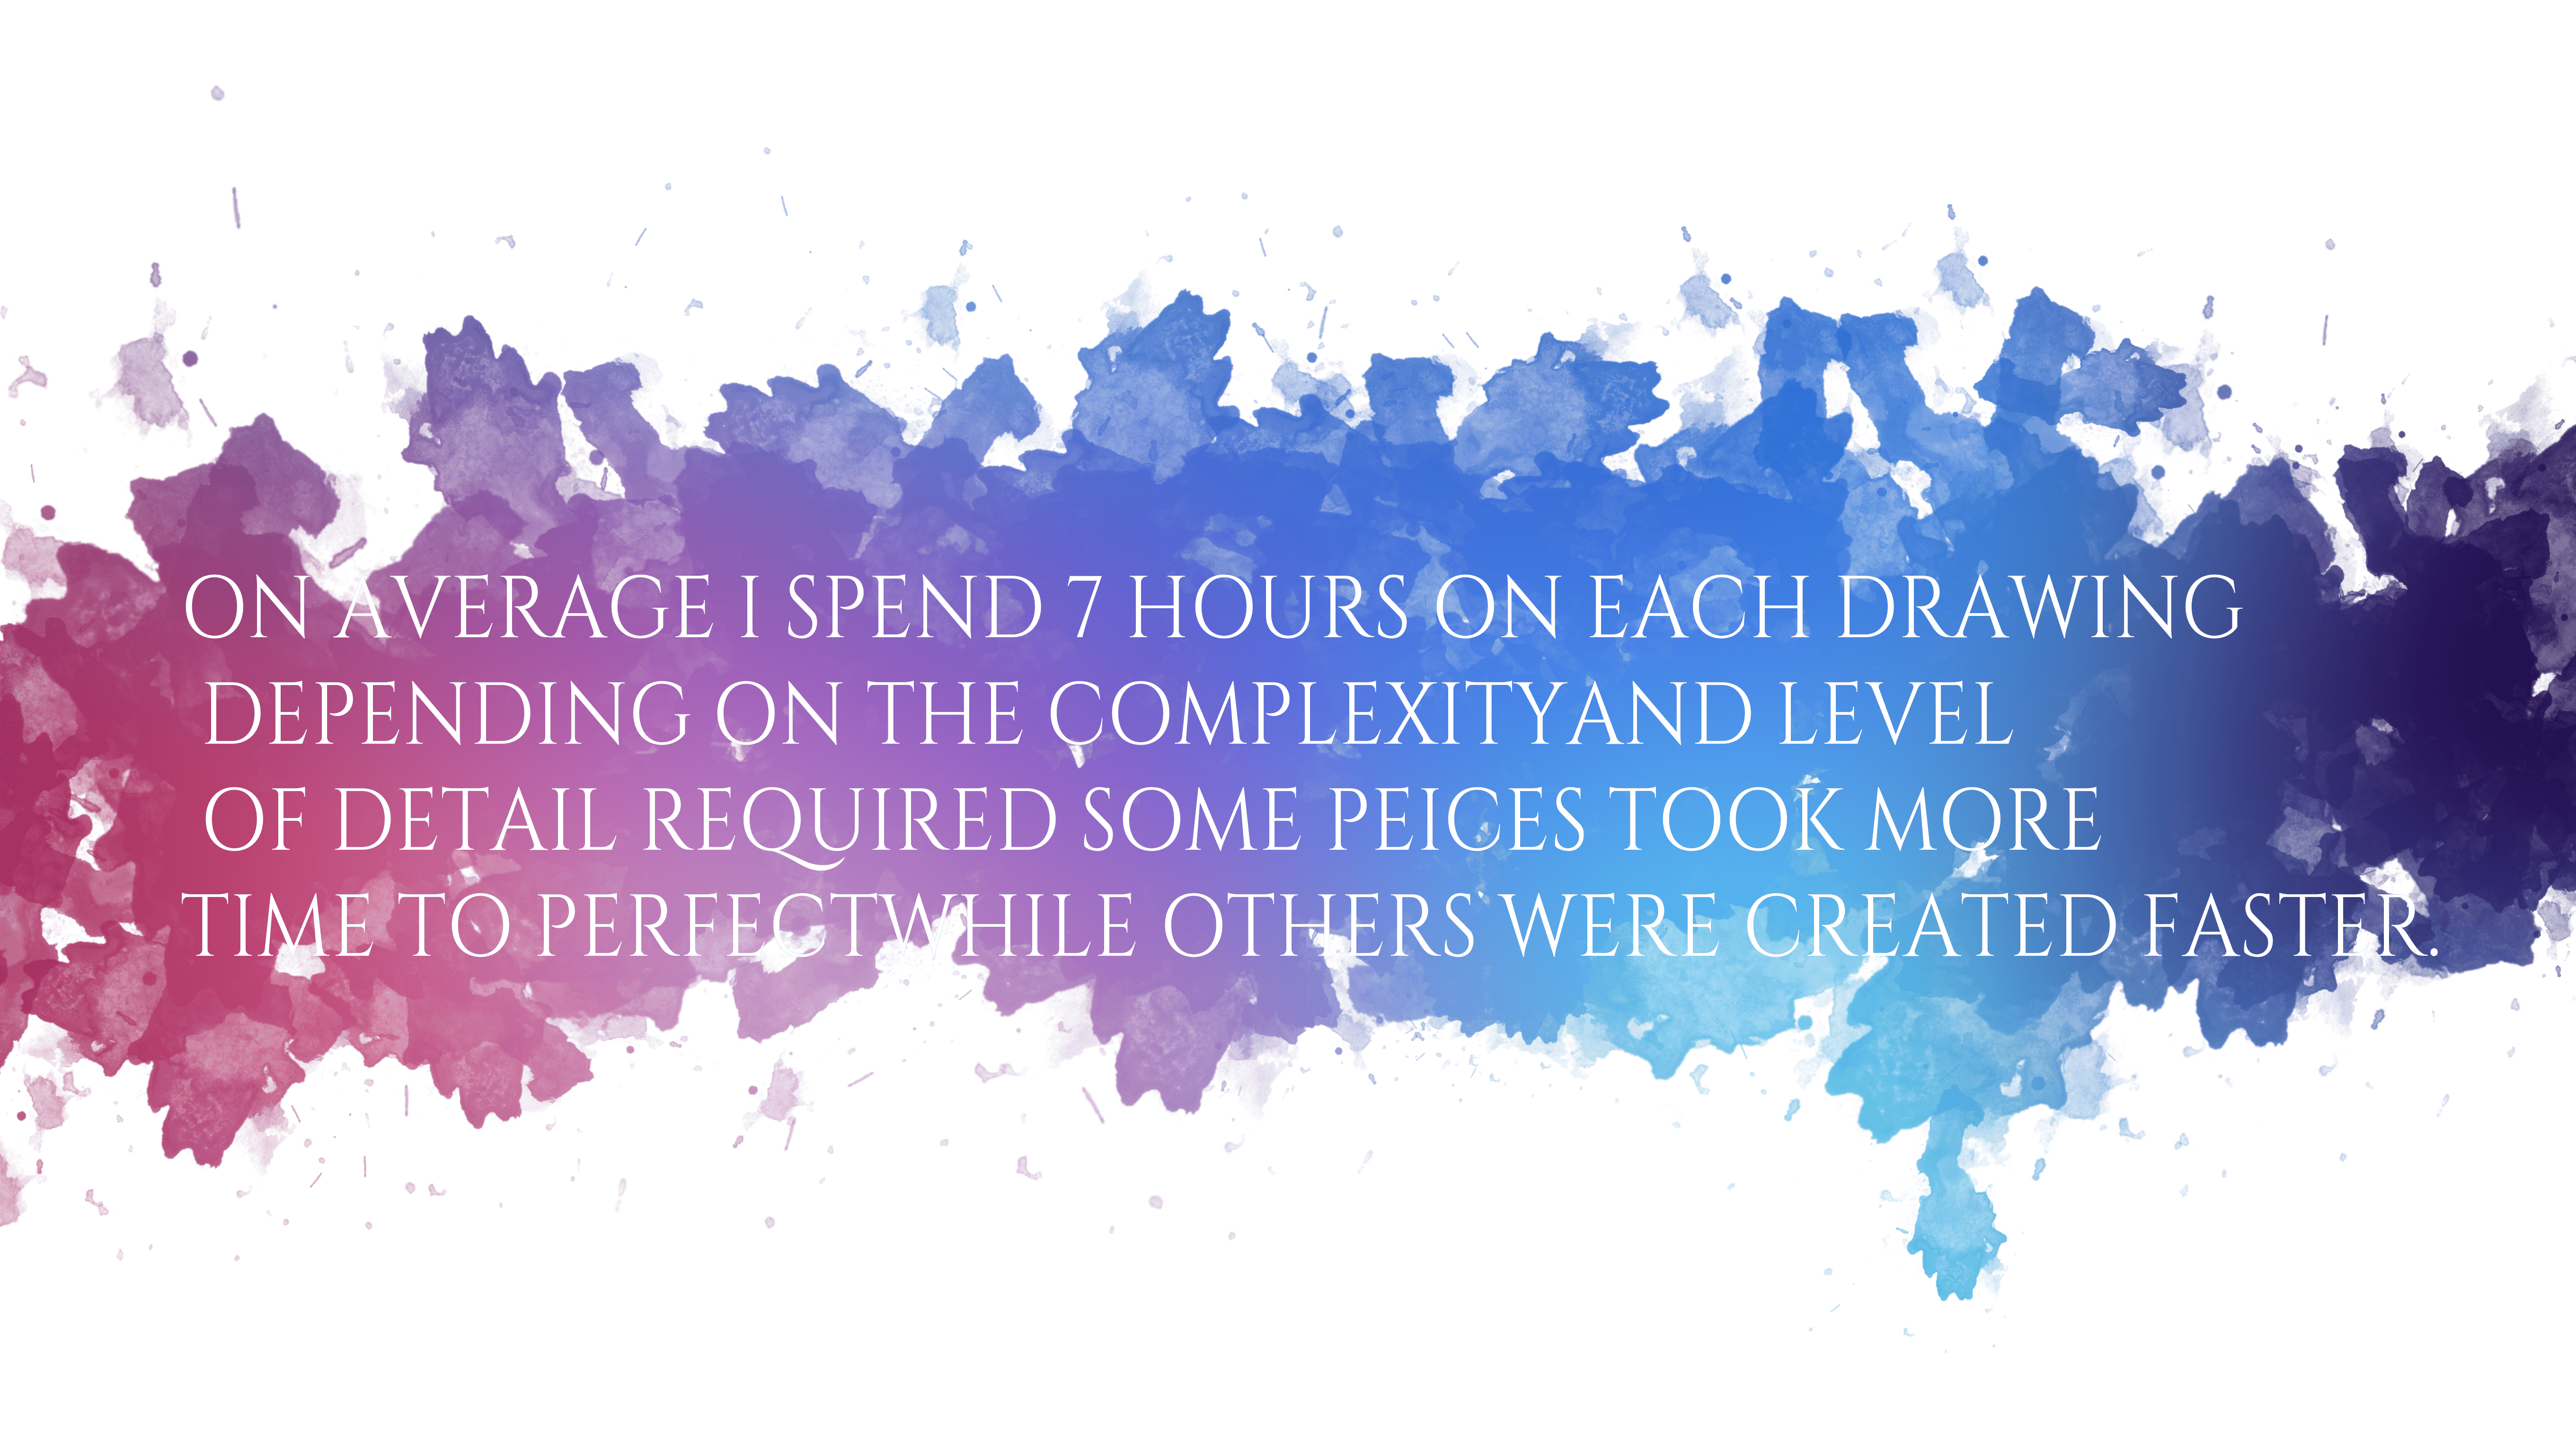 ON AVERAGE I SPEND 7 HOURS ON EACH DRAWING
DEPENDING ON THE COMPLEXITYAND LEVEL
OF DETAIL REQUIRED SOME PEICES TOOK MORE
TIME TO PERFECTWHILE OTHERS WERE CREATED FASTER.